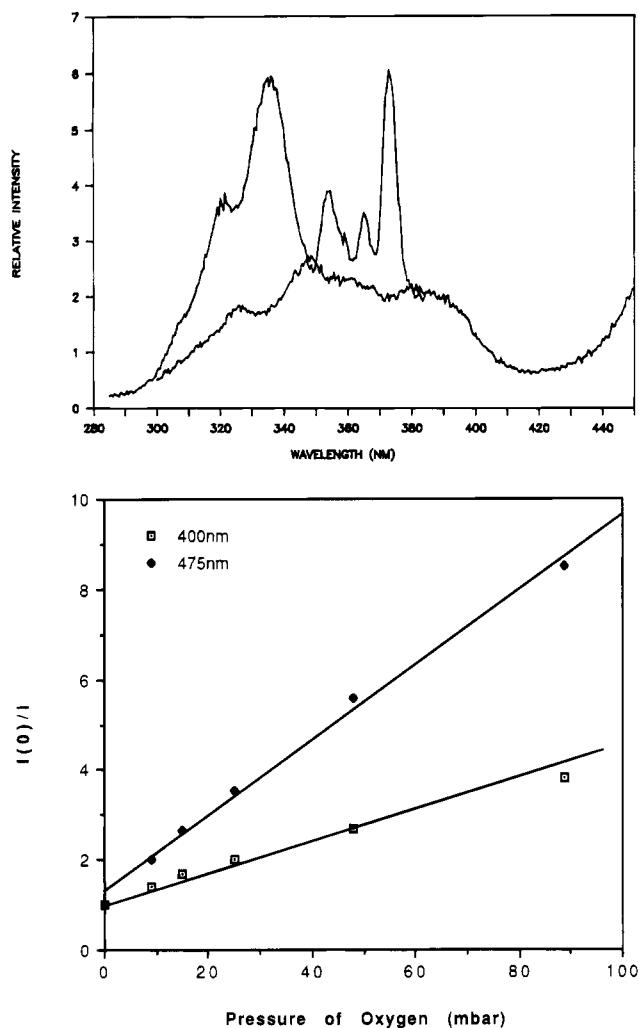 7
6
5
4
3
2
1
0
RELATIVE INTENSITY
280 300 320 340 360 380 400 420 440
WAVELENGTH (NM)
10
8
6
4
2
0
I(0)/I
400nm
475nm
0 20 40 60 80 100
Pressure of Oxygen (mbar)